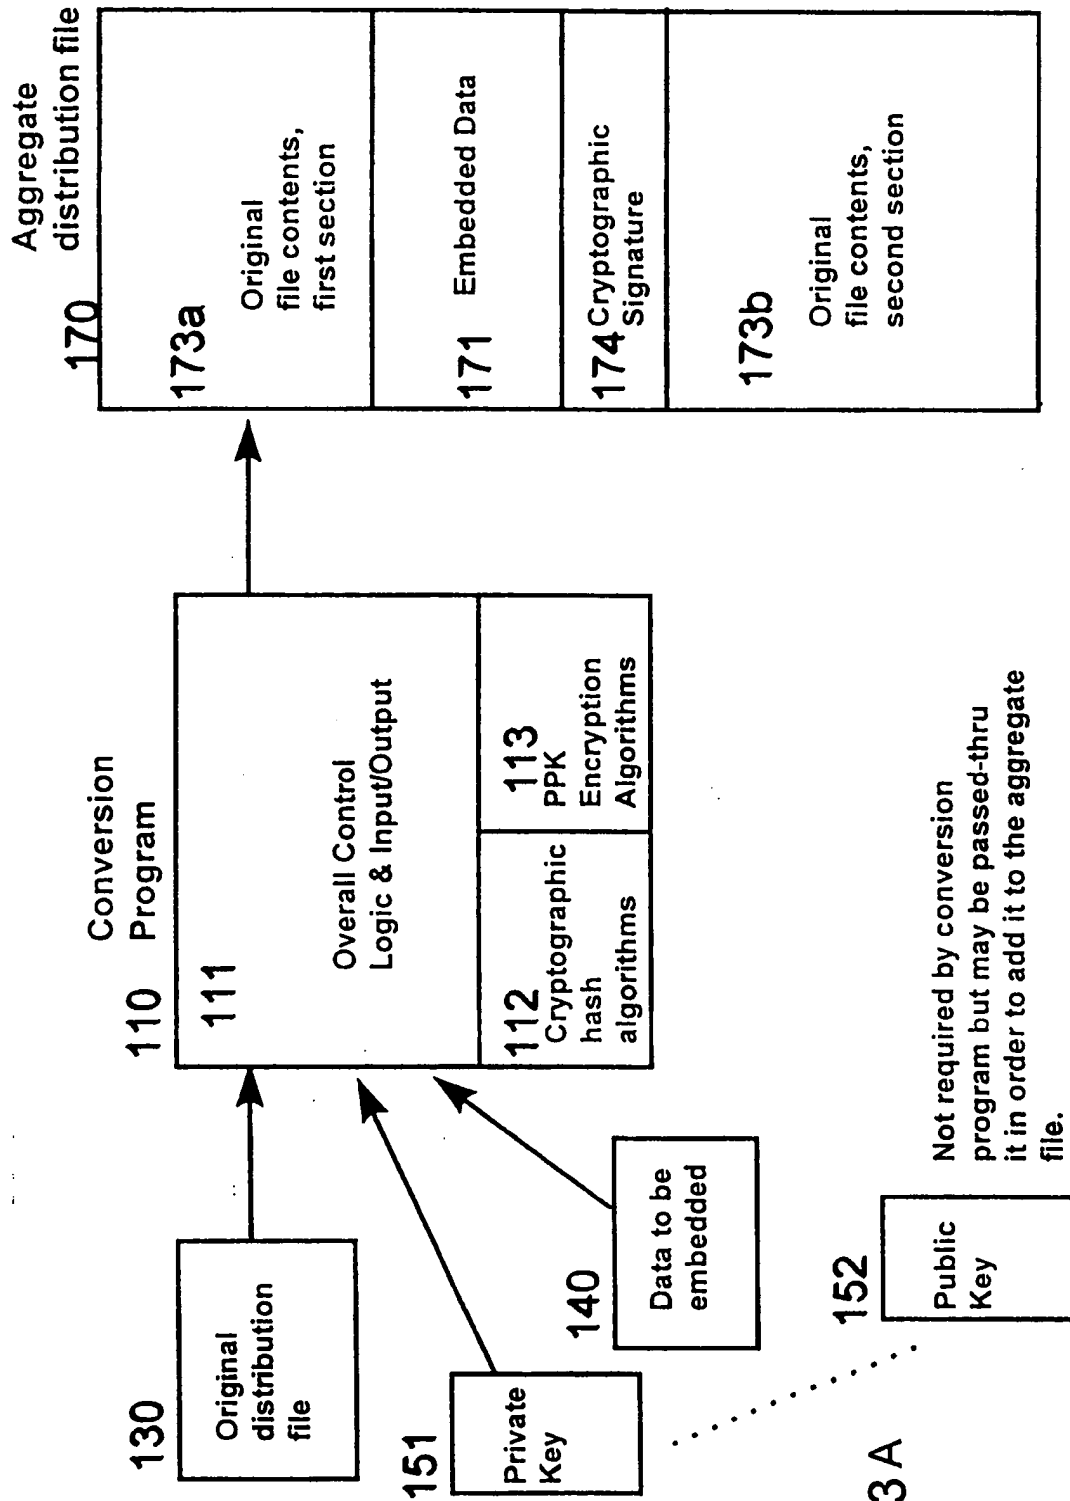 130
Original
distribution
file
151
Private
Key
140
Data to be
embedded
152
Public
Key
Not required by conversion
program but may be passed-thru
it in order to add it to the aggregate
file.
110
Conversion
Program
111
Overall Control
Logic & Input/Output
112
Cryptographic
hash
algorithms
113
PPK
Encryption
Algorithms
170
Aggregate
distribution file
173a
Original
file contents,
first section
171
Embedded Data
174
Cryptographic
Signature
173b
Original
file contents,
second section
3A